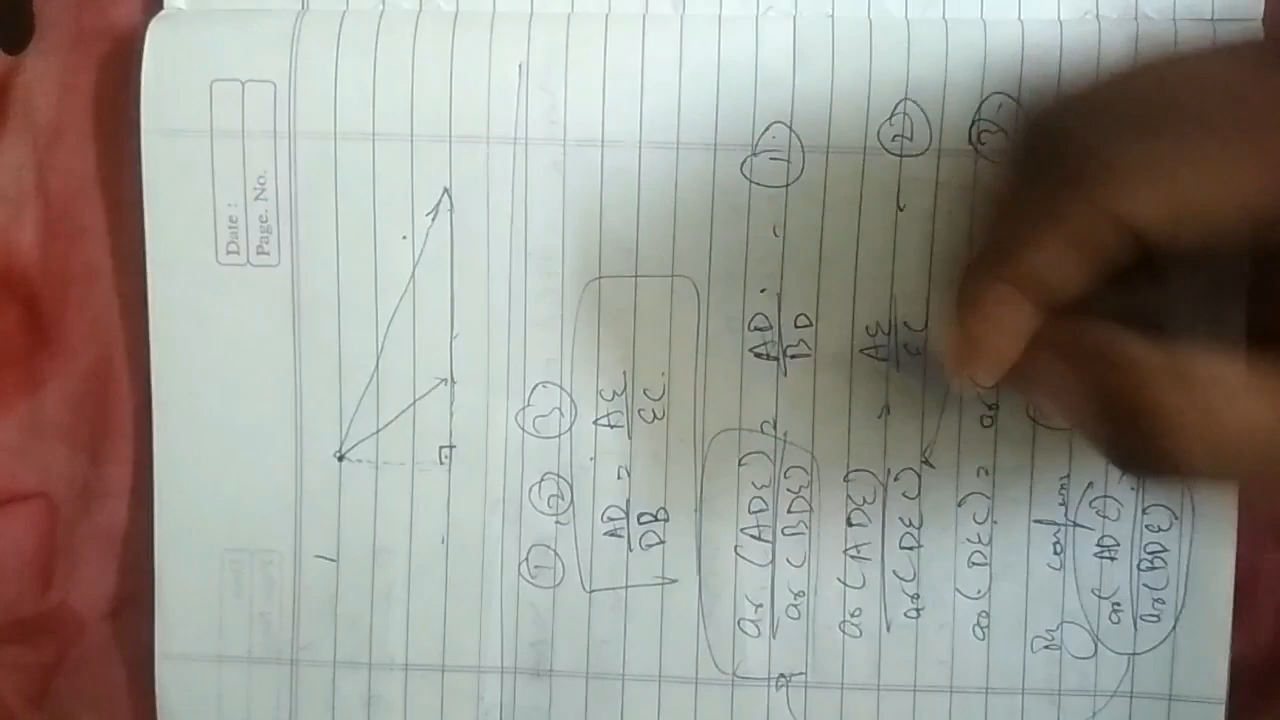 Date :
Page. No.
① ② ③
AD/DB = AE/EC.
ar (ADE)/ar (BDE) = AD/BD . - ①
ar (ADE)/ar (DEC) = AE/EC - ②
ar (DEC) = ar( ③
By
ar( ADE)/ar (BDE)